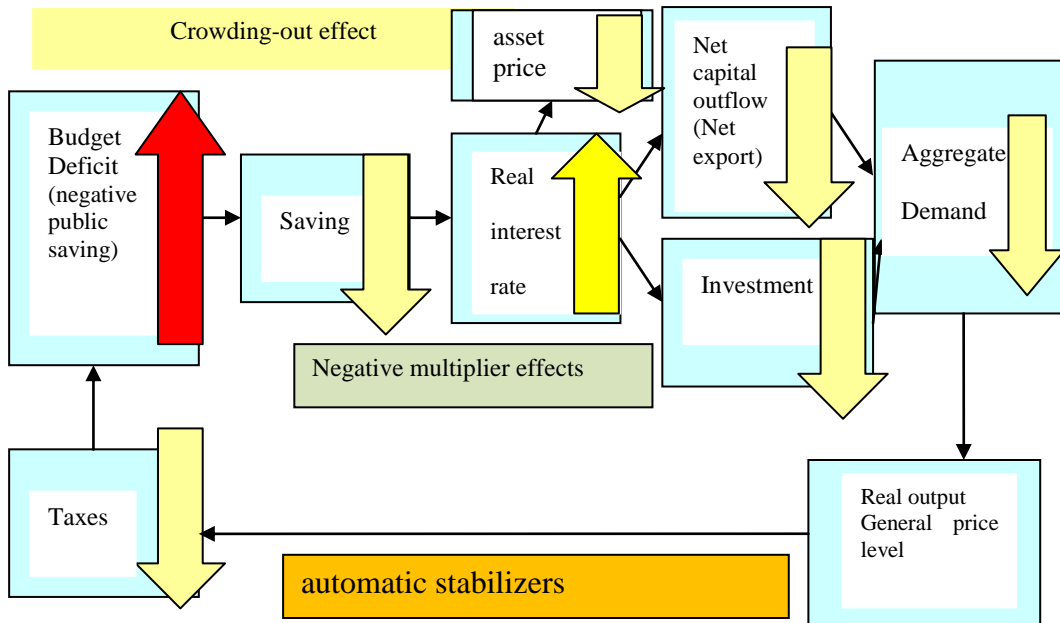 Crowding-out effect
asset
price
Net
capital
outflow
(Net
export)
Budget
Deficit
(negative
public
saving)
Saving
Real
interest
rate
Investment
Aggregate
Demand
Negative multiplier effects
Taxes
Real output
General price
level
automatic stabilizers